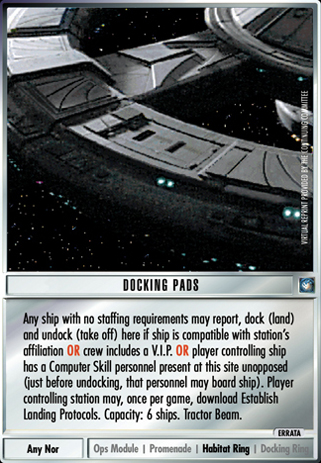 VIRTUAL REPRINT PROVIDED BY THE CONTINUING COMMITTEE
DOCKING PADS
Any ship with no staffing requirements may report, dock (land)
and undock (take off) here if ship is compatible with station's
affiliation OR crew includes a V.I.P. OR player controlling ship
has a Computer Skill personnel present at this site unopposed
(just before undocking, that personnel may board ship). Player
controlling station may, once per game, download Establish
Landing Protocols. Capacity: 6 ships. Tractor Beam.
ERRATA
Any Nor
Ops Module | Promenade | Habitat Ring | Docking Ring